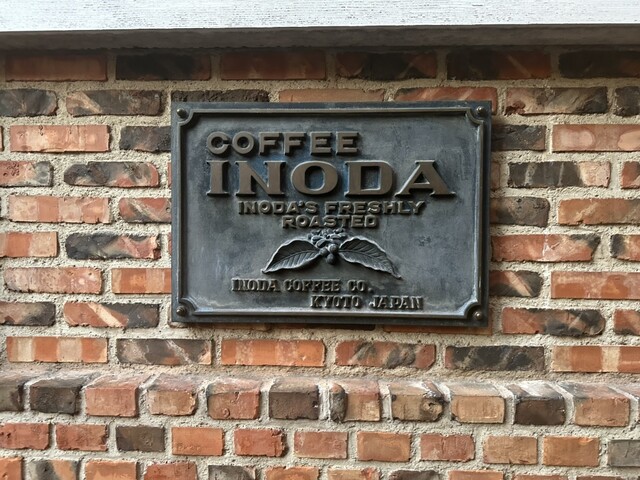 COFFEE
INODA
INODA'S FRESHLY
ROASTED
INODA COFFEE CO.
KYOTO JAPAN